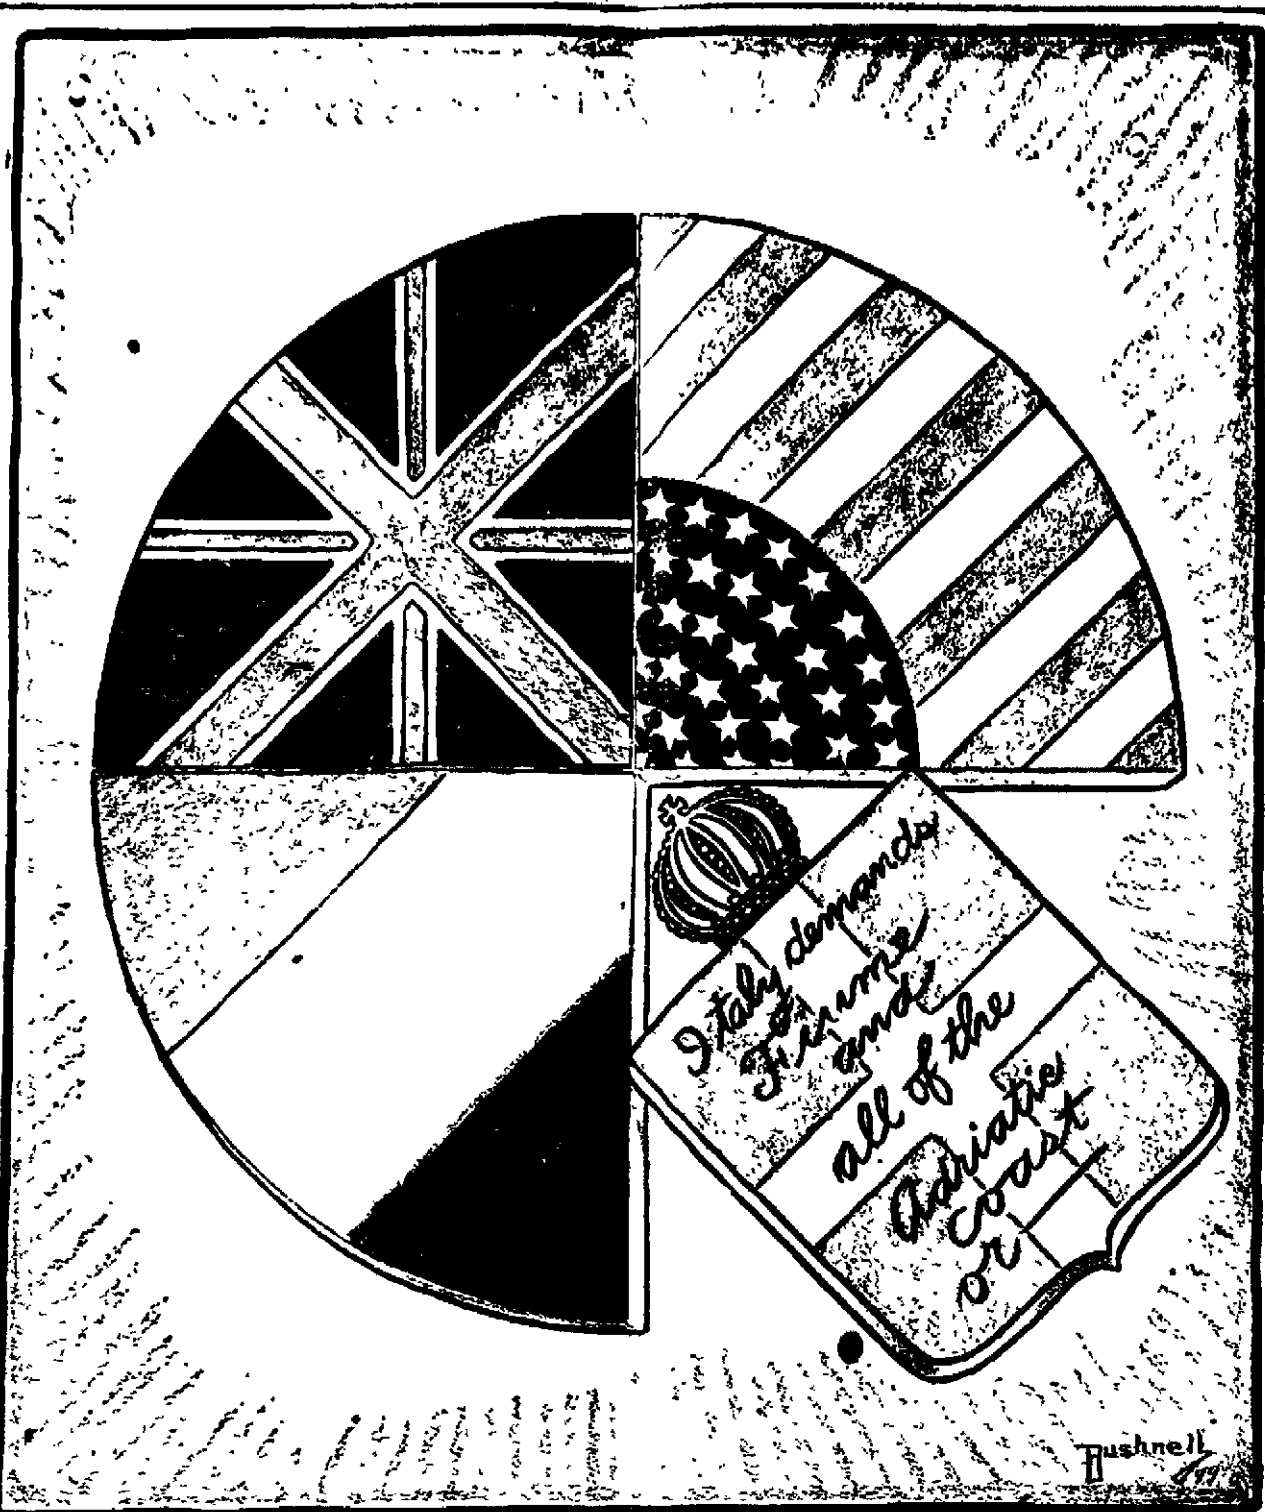 Italy demands
Fiume
and
all of the
Adriatic
coast
or
Bushnell